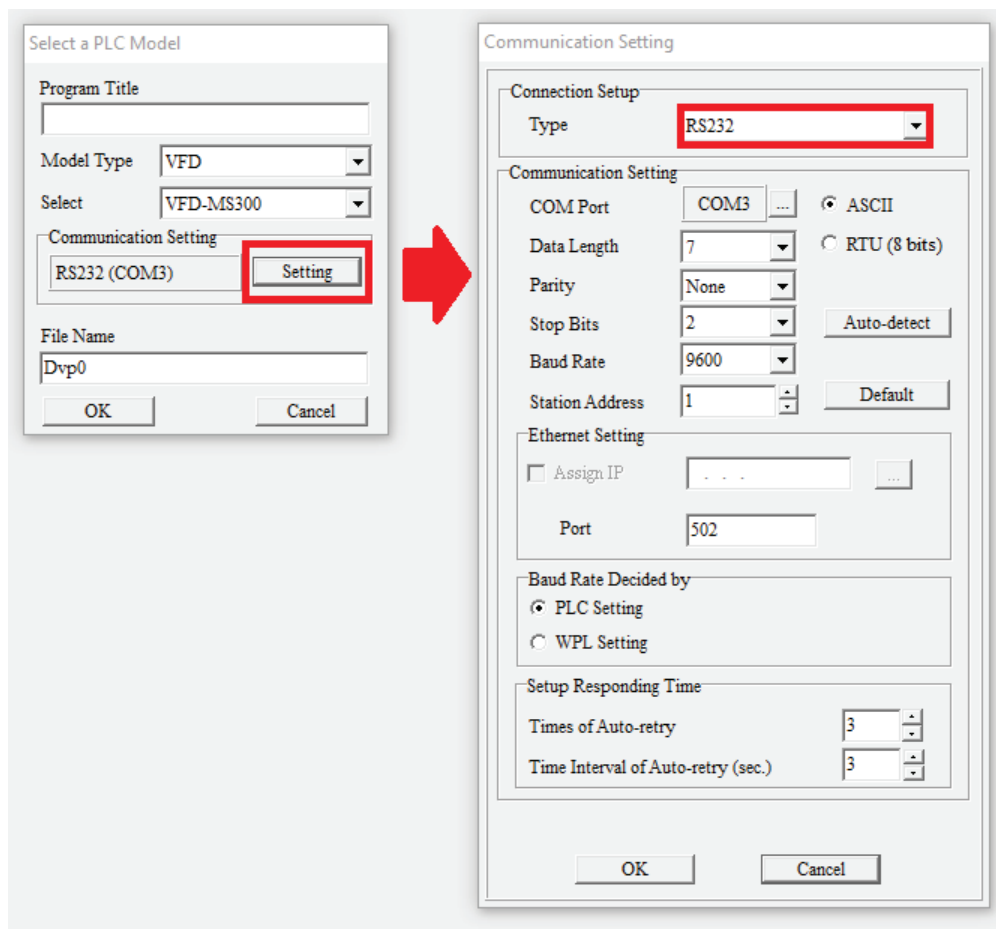 Select a PLC Model
Program Title
Model Type VFD
Select VFD-MS300
Communication Setting
RS232 (COM3) Setting
File Name
Dvp0
OK Cancel
Communication Setting
Connection Setup
Type RS232
Communication Setting
COM Port COM3 ... ASCII
Data Length 7 RTU (8 bits)
Parity None
Stop Bits 2 Auto-detect
Baud Rate 9600
Station Address 1 Default
Ethernet Setting
Assign IP . . . ...
Port 502
Baud Rate Decided by
PLC Setting
WPL Setting
Setup Responding Time
Times of Auto-retry 3
Time Interval of Auto-retry (sec.) 3
OK Cancel